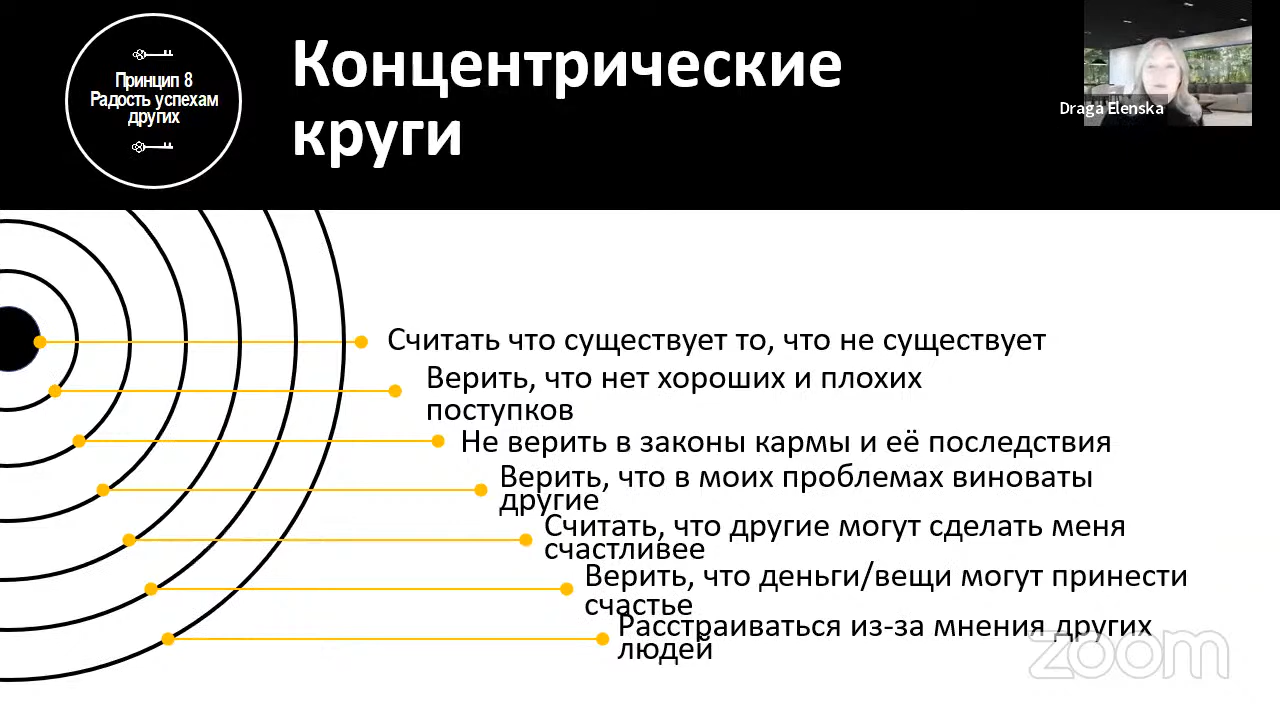 Принцип 8
Радость успехам
других
Концентрические
круги
Draga Elenska
Считать что существует то, что не существует
Верить, что нет хороших и плохих
поступков
Не верить в законы кармы и её последствия
Верить, что в моих проблемах виноваты
другие
Считать, что другие могут сделать меня
счастливее
Верить, что деньги/вещи могут принести
счастье
Расстраиваться из-за мнения других
людей
zoom